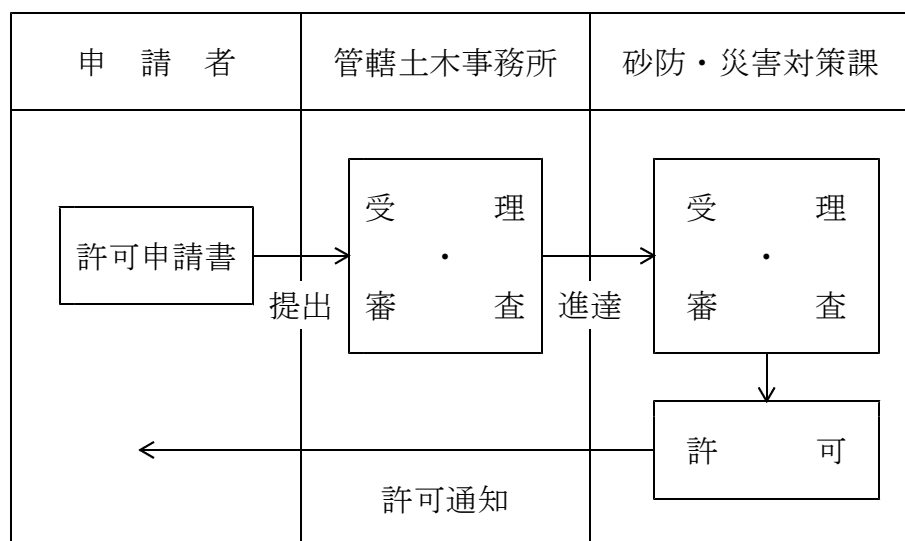 申請者
管轄土木事務所
砂防・災害対策課
許可申請書
提出
受理
・
審査
進達
受理
・
審査
許可
許可通知